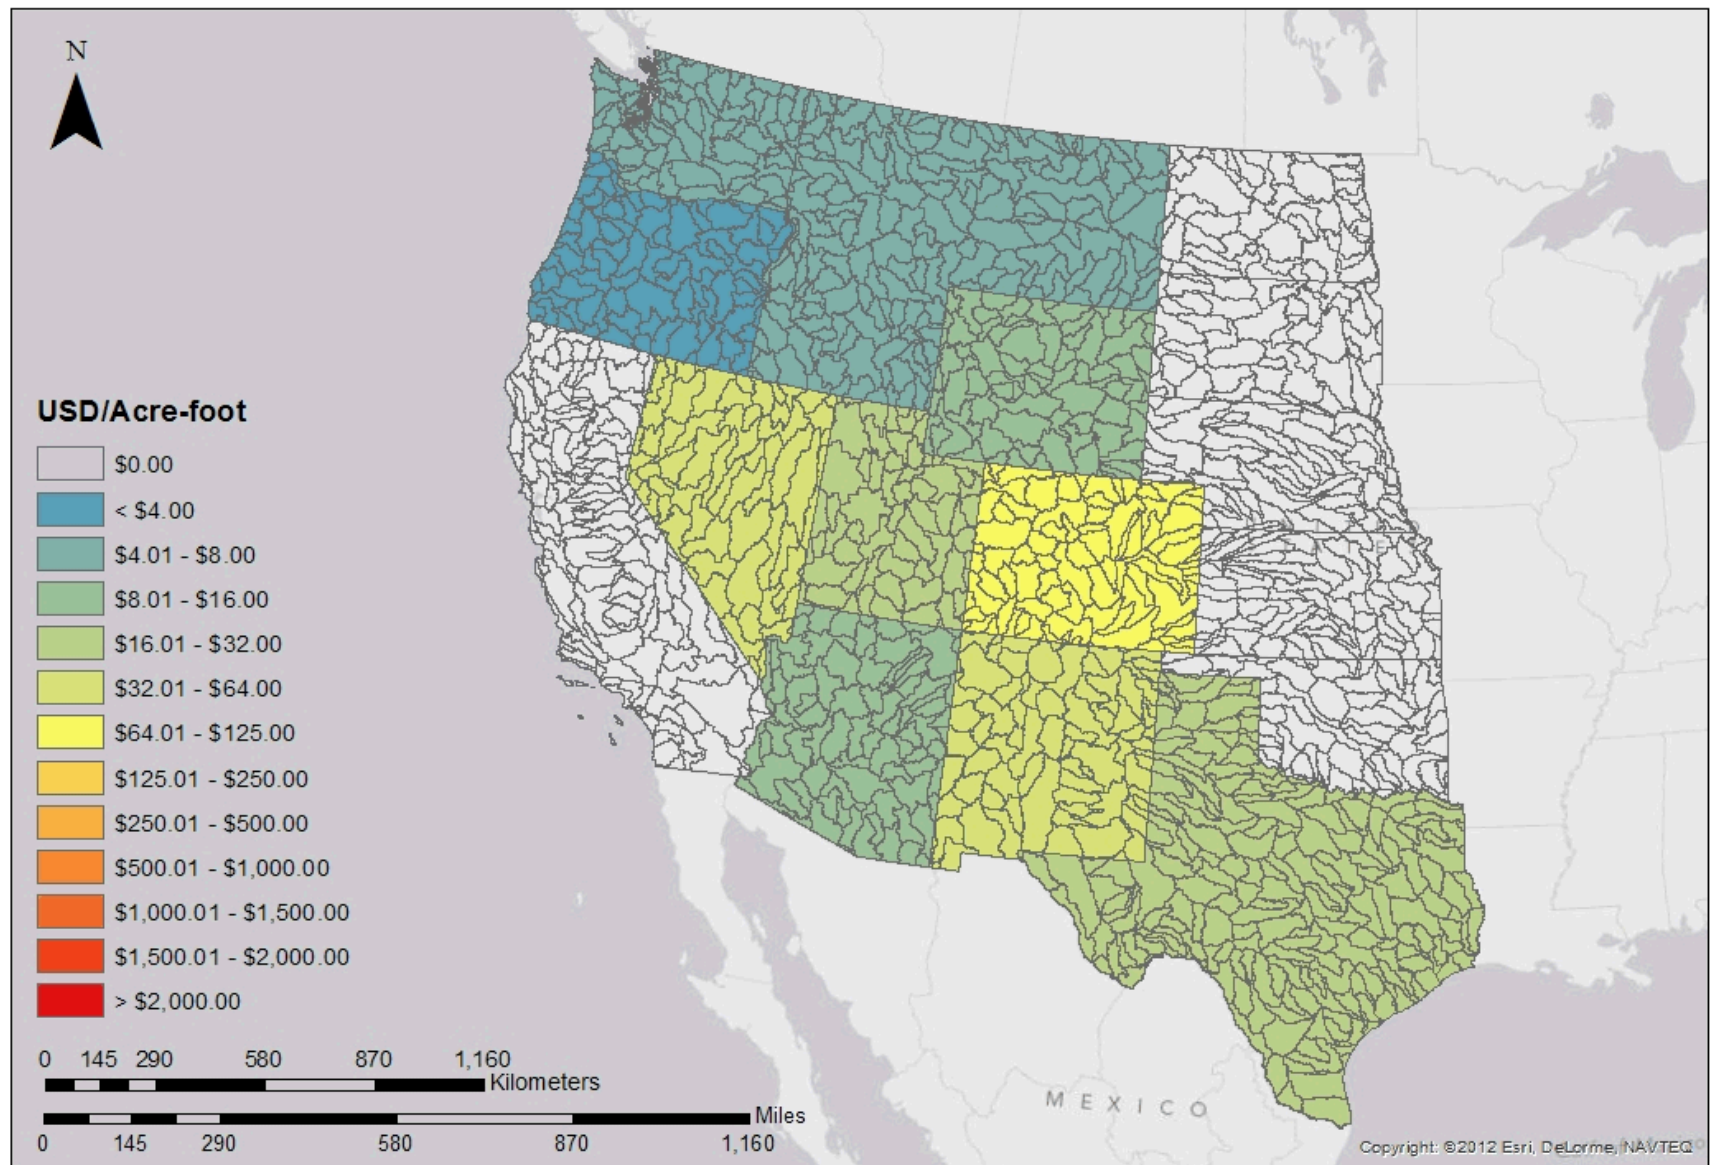 N
USD/Acre-foot
$0.00
< $4.00
$4.01 - $8.00
$8.01 - $16.00
$16.01 - $32.00
$32.01 - $64.00
$64.01 - $125.00
$125.01 - $250.00
$250.01 - $500.00
$500.01 - $1,000.00
$1,000.01 - $1,500.00
$1,500.01 - $2,000.00
> $2,000.00
0 145 290 580 870 1,160
Kilometers
Miles
0 145 290 580 870 1,160
MEXICO
Copyright: ©2012 Esri, DeLorme, NAVTEQ